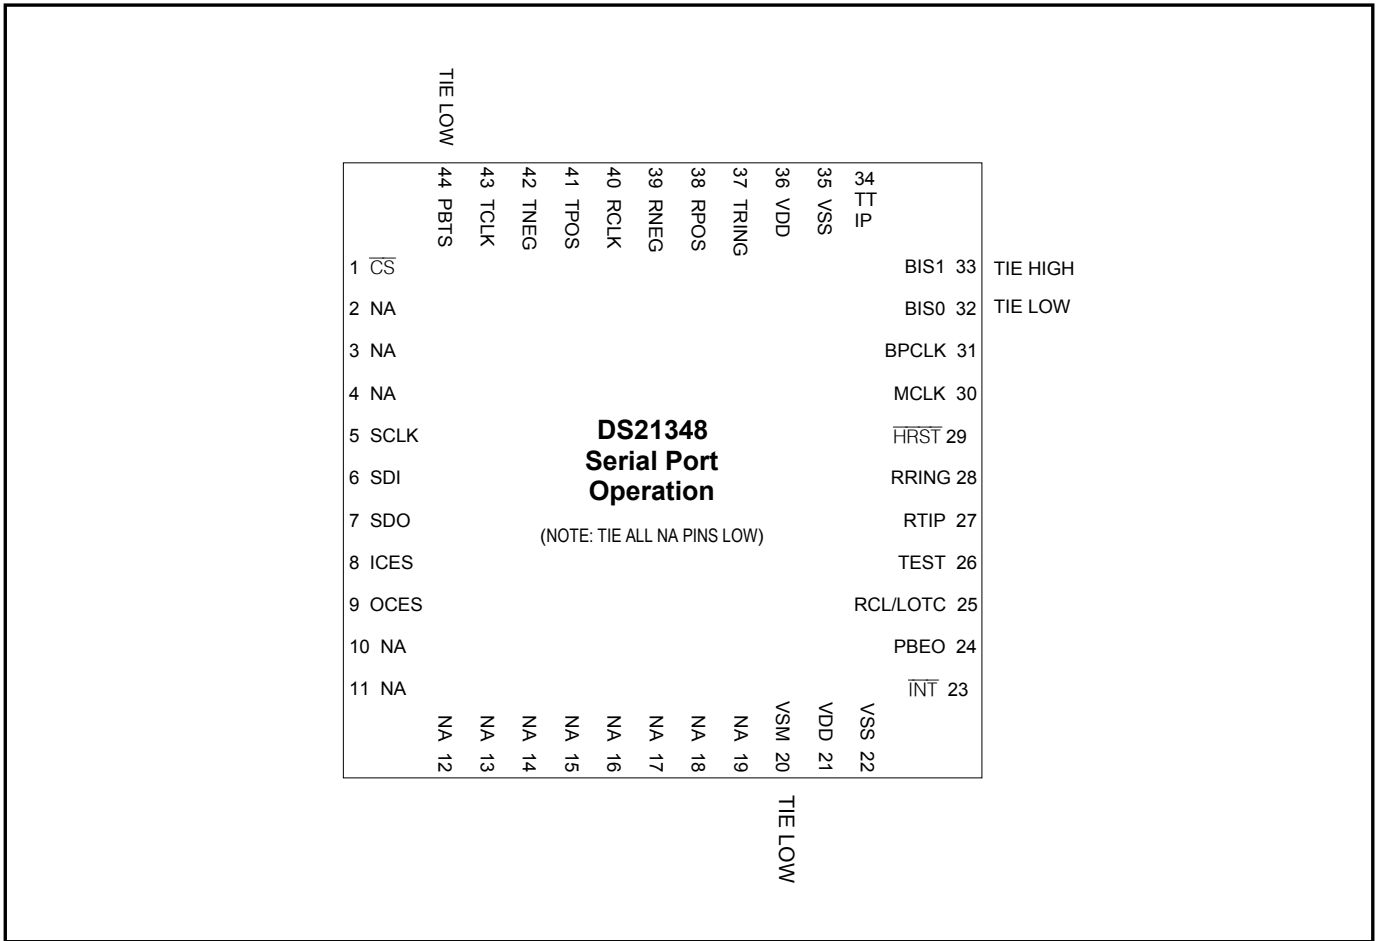 TIE LOW
44 PBTS
43 TCLK
42 TNEG
41 TPOS
40 RCLK
39 RNEG
38 RPOS
37 TRING
36 VDD
35 VSS
34
TT
IP
1 CS
2 NA
3 NA
4 NA
5 SCLK
6 SDI
7 SDO
8 ICES
9 OCES
10 NA
11 NA
DS21348
Serial Port
Operation
(NOTE: TIE ALL NA PINS LOW)
BIS1 33 TIE HIGH
BIS0 32 TIE LOW
BPCLK 31
MCLK 30
HRST 29
RRING 28
RTIP 27
TEST 26
RCL/LOTC 25
PBEO 24
INT 23
NA 12
NA 13
NA 14
NA 15
NA 16
NA 17
NA 18
NA 19
VSM 20
VDD 21
VSS 22
TIE LOW